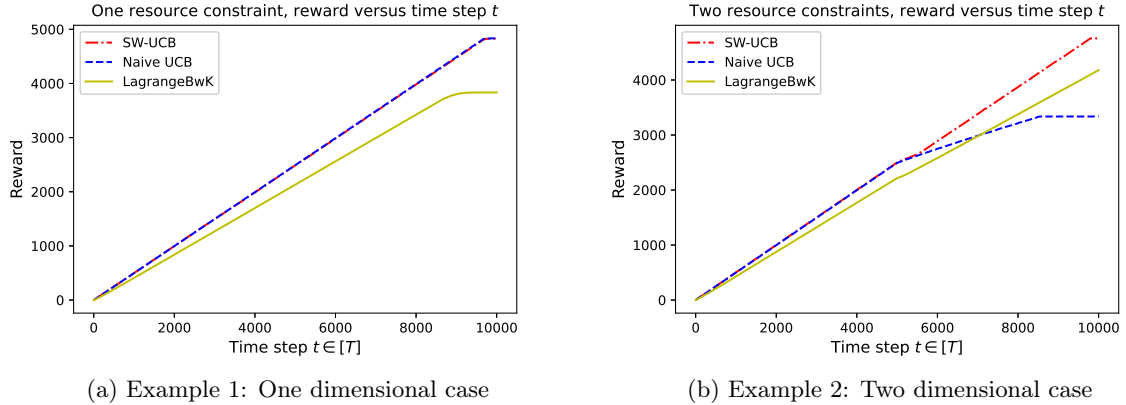 One resource constraint, reward versus time step t
5000
4000
3000
2000
1000
0
Reward
SW-UCB
Naive UCB
LagrangeBwK
0 2000 4000 6000 8000 10000
Time step t ∈ [T]
(a) Example 1: One dimensional case
Two resource constraints, reward versus time step t
4000
3000
2000
1000
0
Reward
SW-UCB
Naive UCB
LagrangeBwK
0 2000 4000 6000 8000 10000
Time step t ∈ [T]
(b) Example 2: Two dimensional case